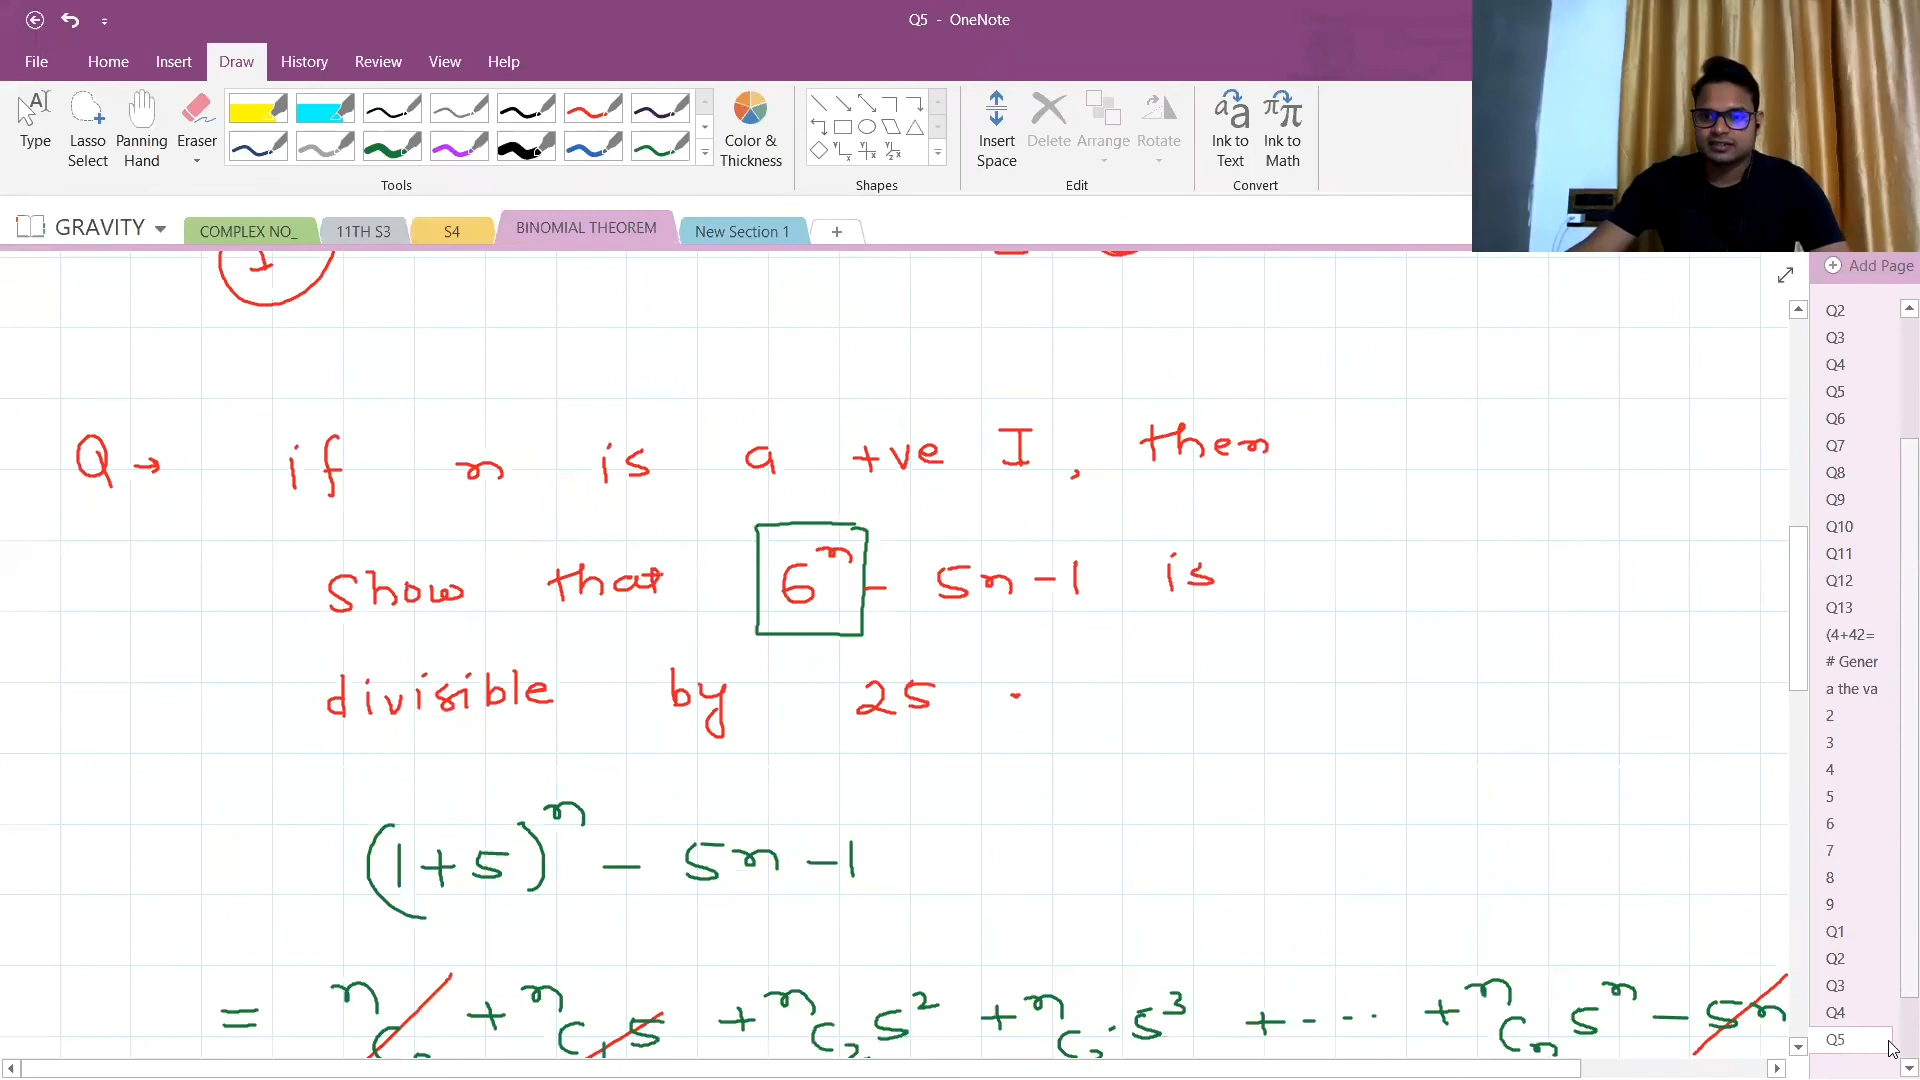 Q5 - OneNote
File Home Insert Draw History Review View Help
Type Lasso Select Panning Hand Eraser Color & Thickness Insert Space Delete Arrange Rotate Ink to Text Ink to Math
Tools Shapes Edit Convert
GRAVITY COMPLEX NO_ 11TH S3 S4 BINOMIAL THEOREM New Section 1 +
Add Page
I
Q → if n is a +ve I, then
Show that 6^n - 5n - 1 is
divisible by 25 .
(1+5)^n - 5n - 1
= ^nC + ^nC₁5 + ^nC₂5² + ^nC₃.5³ + ---- + ^nCₙ5^n - 5n
Q2
Q3
Q4
Q5
Q6
Q7
Q8
Q9
Q10
Q11
Q12
Q13
(4+42=
# Gener
a the va
2
3
4
5
6
7
8
9
Q1
Q2
Q3
Q4
Q5